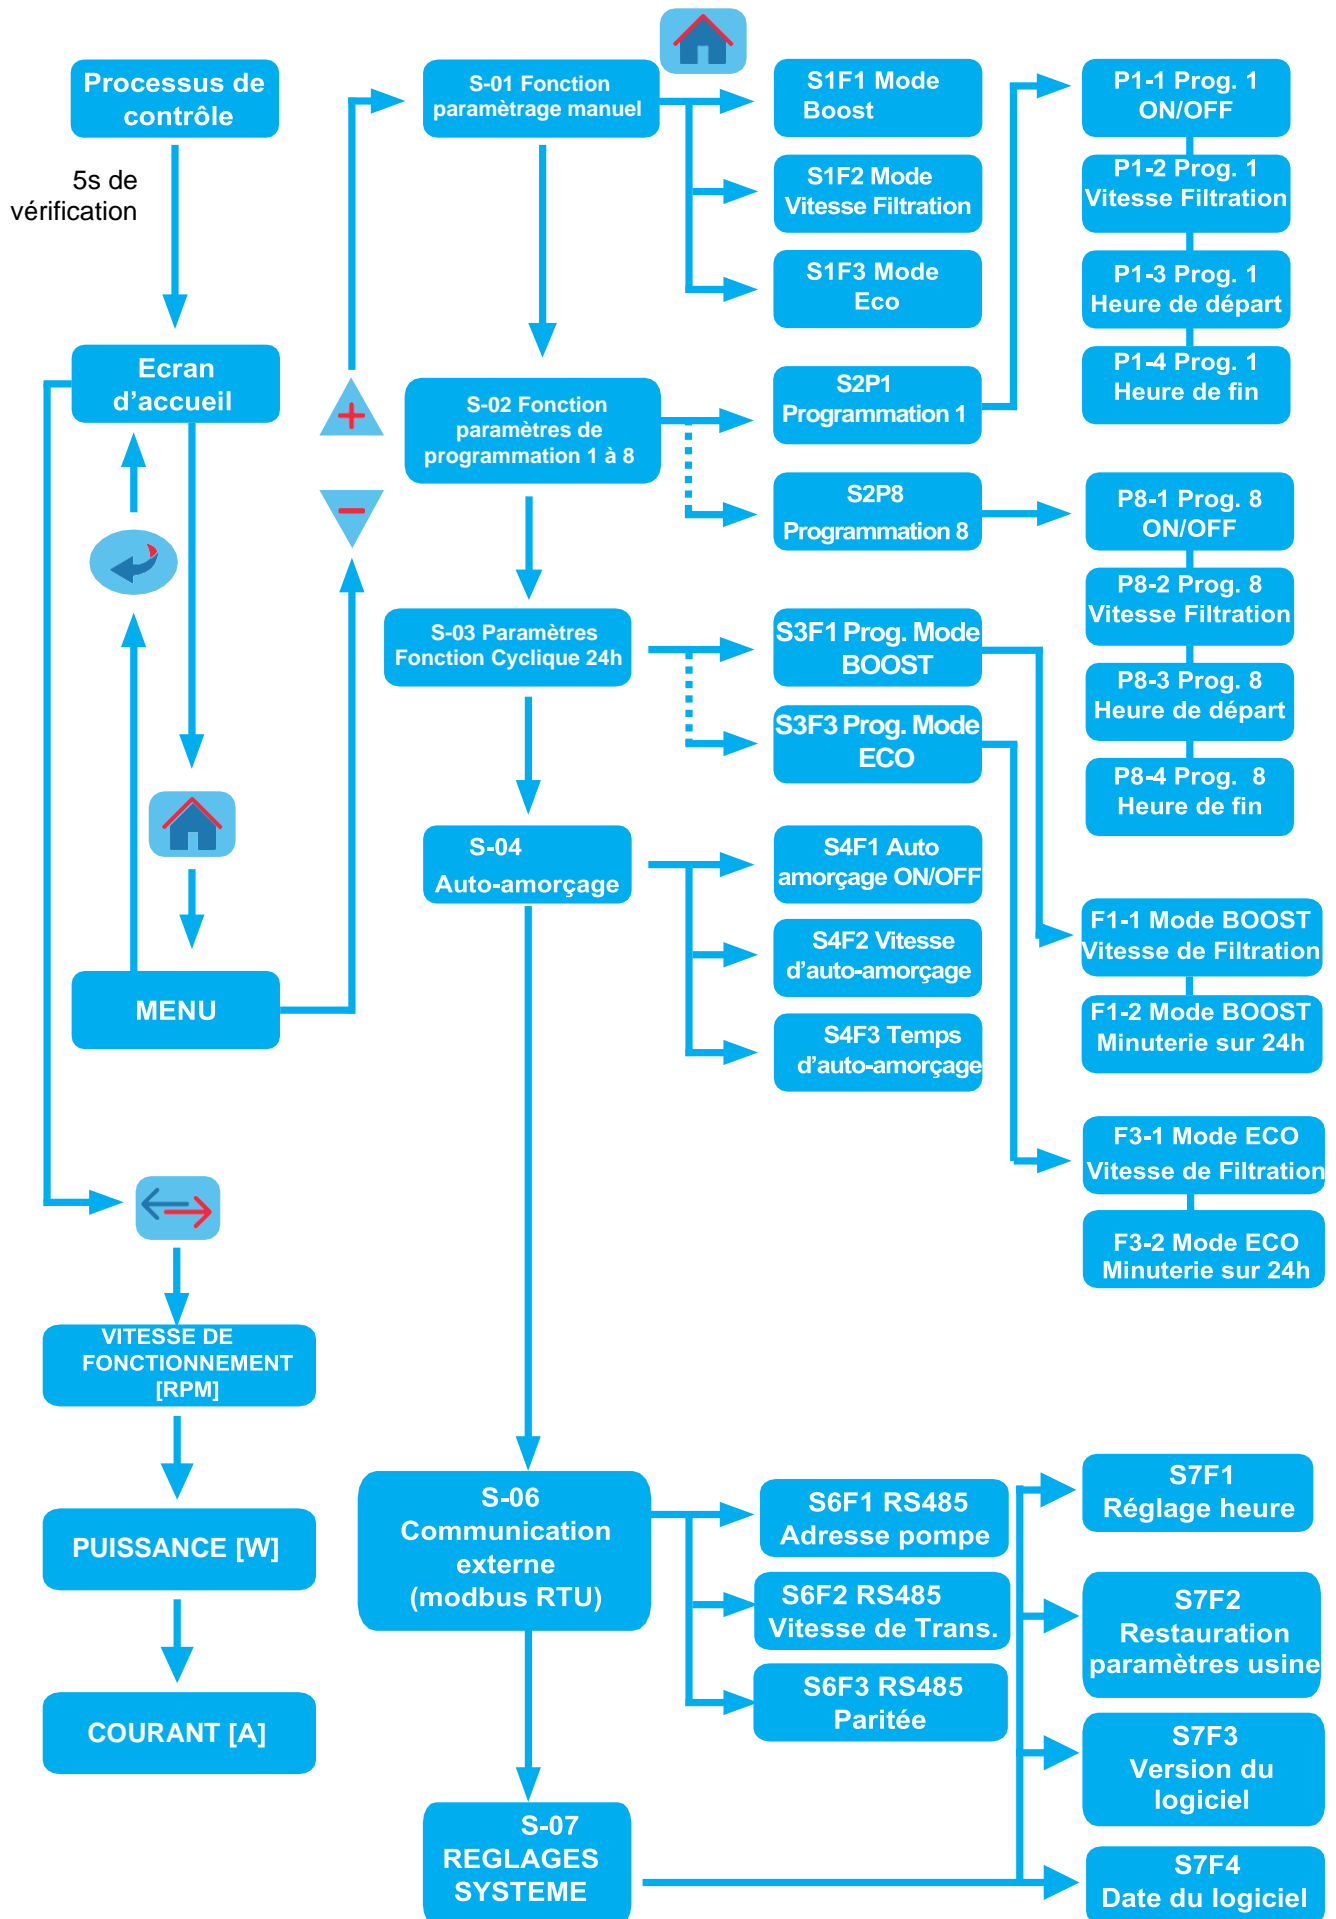 Processus de
contrôle
5s de
vérification
Ecran
d'accueil
MENU
VITESSE DE
FONCTIONNEMENT
[RPM]
PUISSANCE [W]
COURANT [A]
S-01 Fonction
paramètrage manuel
S-02 Fonction
paramètres de
programmation 1 à 8
S-03 Paramètres
Fonction Cyclique 24h
S-04
Auto-amorçage
S-06
Communication
externe
(modbus RTU)
S-07
REGLAGES
SYSTEME
S1F1 Mode
Boost
S1F2 Mode
Vitesse Filtration
S1F3 Mode
Eco
S2P1
Programmation 1
S2P8
Programmation 8
S3F1 Prog. Mode
BOOST
S3F3 Prog. Mode
ECO
S4F1 Auto
amorçage ON/OFF
S4F2 Vitesse
d'auto-amorçage
S4F3 Temps
d'auto-amorçage
S6F1 RS485
Adresse pompe
S6F2 RS485
Vitesse de Trans.
S6F3 RS485
Paritée
P1-1 Prog. 1
ON/OFF
P1-2 Prog. 1
Vitesse Filtration
P1-3 Prog. 1
Heure de départ
P1-4 Prog. 1
Heure de fin
P8-1 Prog. 8
ON/OFF
P8-2 Prog. 8
Vitesse Filtration
P8-3 Prog. 8
Heure de départ
P8-4 Prog. 8
Heure de fin
F1-1 Mode BOOST
Vitesse de Filtration
F1-2 Mode BOOST
Minuterie sur 24h
F3-1 Mode ECO
Vitesse de Filtration
F3-2 Mode ECO
Minuterie sur 24h
S7F1
Réglage heure
S7F2
Restauration
paramètres usine
S7F3
Version du
logiciel
S7F4
Date du logiciel